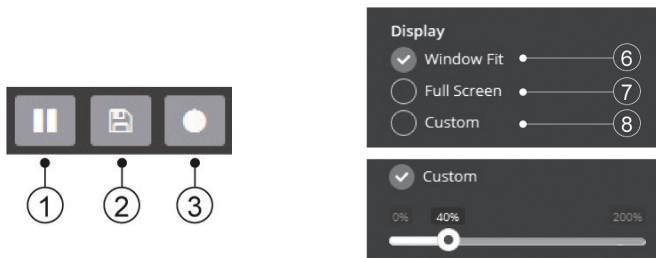 1
2
3
Display
Window Fit 6
Full Screen 7
Custom 8
Custom
0% 40% 200%